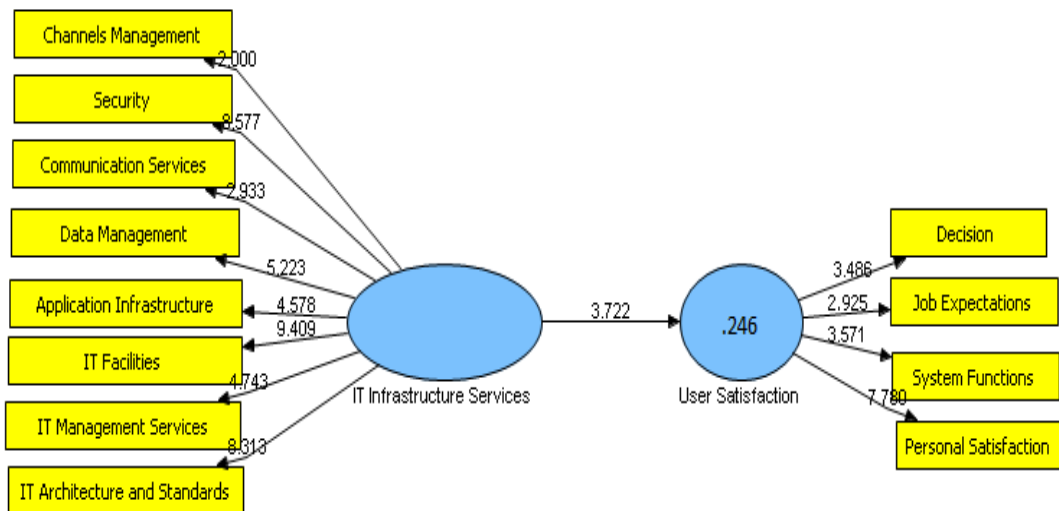 Channels Management
2.000
Security
8.577
Communication Services
2.933
Data Management
5.223
Application Infrastructure
4.578
9.409
IT Facilities
4.743
IT Management Services
8.313
IT Architecture and Standards
IT Infrastructure Services
3.722
.246
User Satisfaction
Decision
3.486
Job Expectations
2.925
3.571
System Functions
7.780
Personal Satisfaction